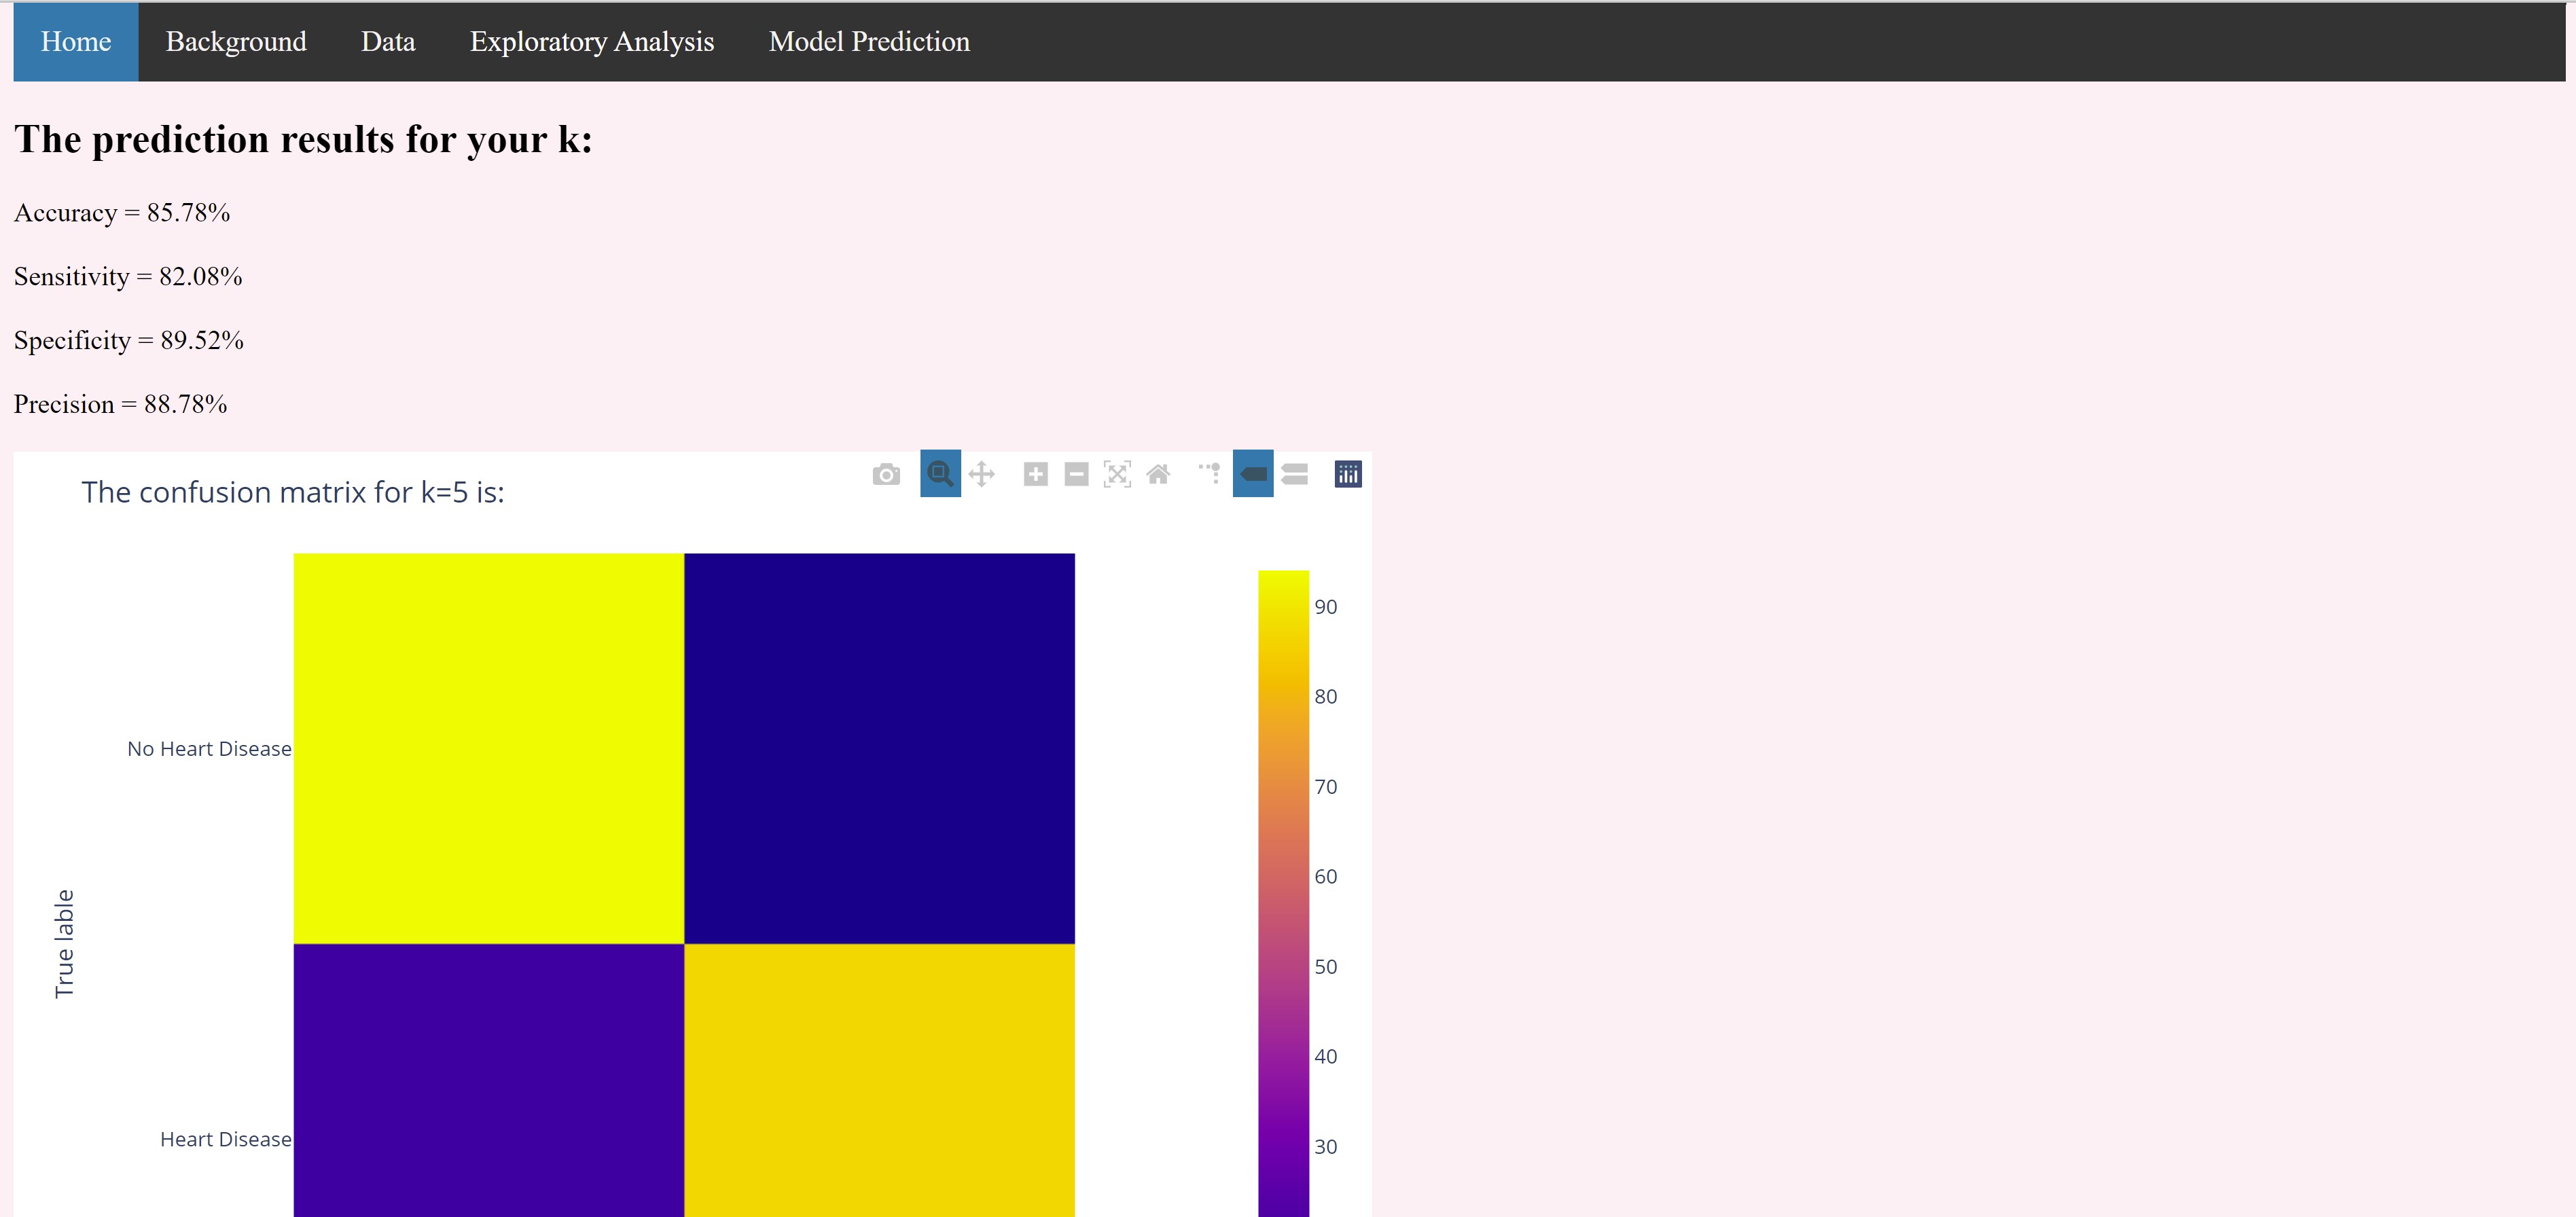 Home Background Data Exploratory Analysis Model Prediction
The prediction results for your k:
Accuracy = 85.78%
Sensitivity = 82.08%
Specificity = 89.52%
Precision = 88.78%
The confusion matrix for k=5 is:
No Heart Disease
Heart Disease
True lable
90
80
70
60
50
40
30